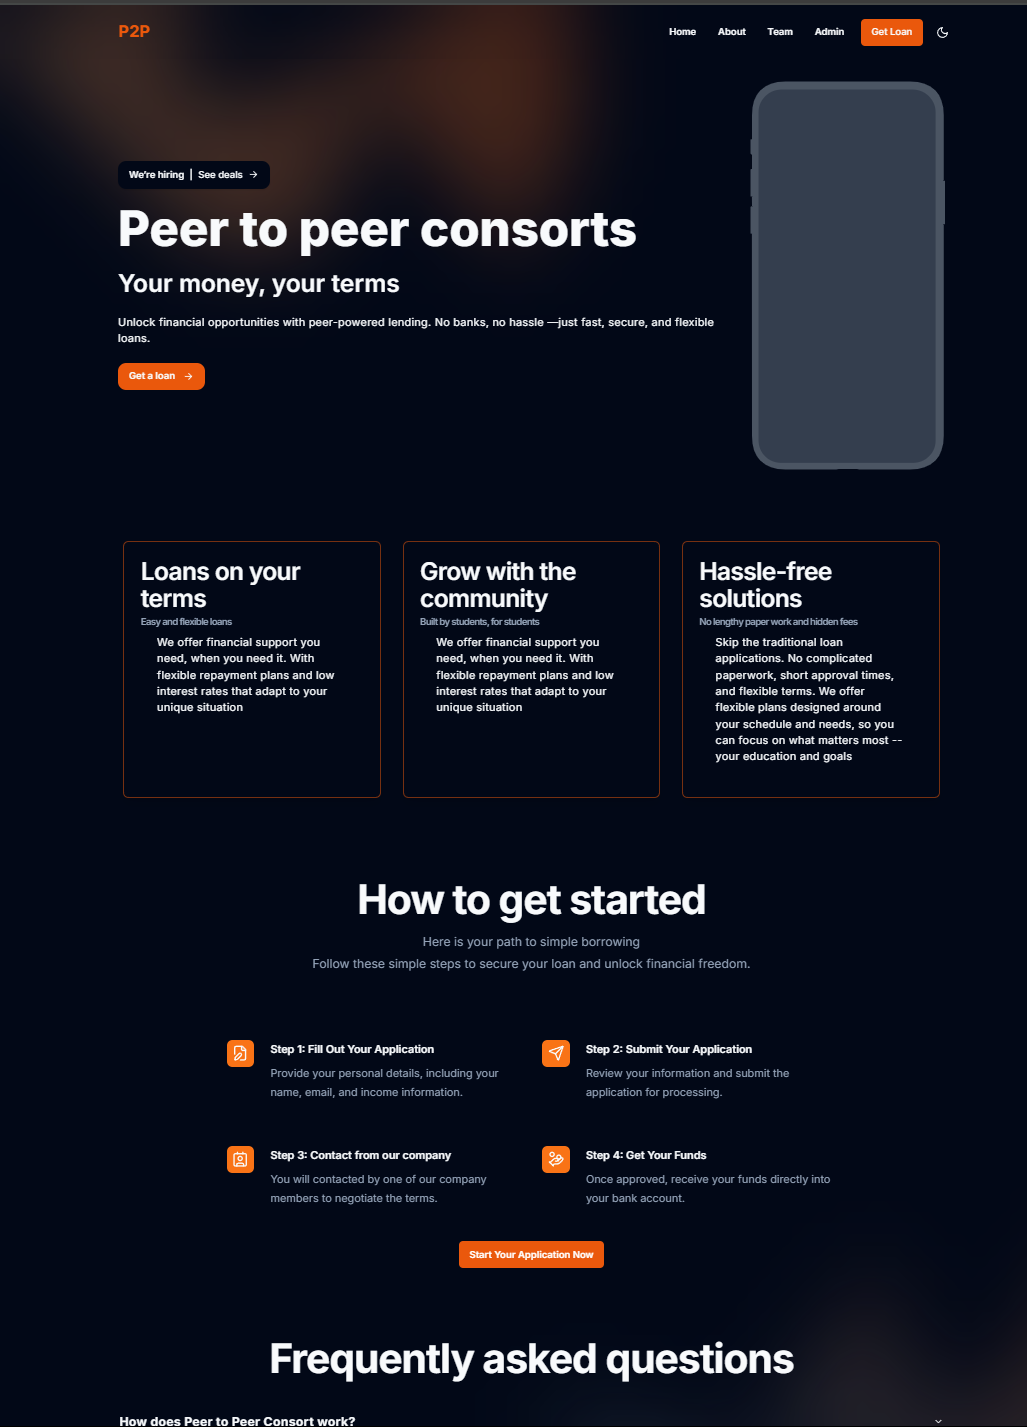 P2P
Home About Team Admin Get Loan
We're hiring | See deals →
Peer to peer consorts
Your money, your terms
Unlock financial opportunities with peer-powered lending. No banks, no hassle —just fast, secure, and flexible
loans.
Get a loan →
Loans on your
terms
Easy and flexible loans
We offer financial support you
need, when you need it. With
flexible repayment plans and low
interest rates that adapt to your
unique situation
Grow with the
community
Built by students, for students
We offer financial support you
need, when you need it. With
flexible repayment plans and low
interest rates that adapt to your
unique situation
Hassle-free
solutions
No lengthy paper work and hidden fees
Skip the traditional loan
applications. No complicated
paperwork, short approval times,
and flexible terms. We offer
flexible plans designed around
your schedule and needs, so you
can focus on what matters most --
your education and goals
How to get started
Here is your path to simple borrowing
Follow these simple steps to secure your loan and unlock financial freedom.
Step 1: Fill Out Your Application
Provide your personal details, including your
name, email, and income information.
Step 2: Submit Your Application
Review your information and submit the
application for processing.
Step 3: Contact from our company
You will contacted by one of our company
members to negotiate the terms.
Step 4: Get Your Funds
Once approved, receive your funds directly into
your bank account.
Start Your Application Now
Frequently asked questions
How does Peer to Peer Consort work?